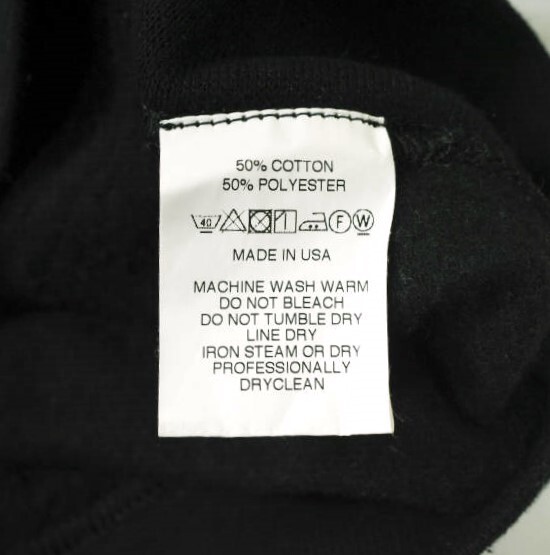 50% COTTON
50% POLYESTER
40 F W
MADE IN USA
MACHINE WASH WARM
DO NOT BLEACH
DO NOT TUMBLE DRY
LINE DRY
IRON STEAM OR DRY
PROFESSIONALLY
DRYCLEAN